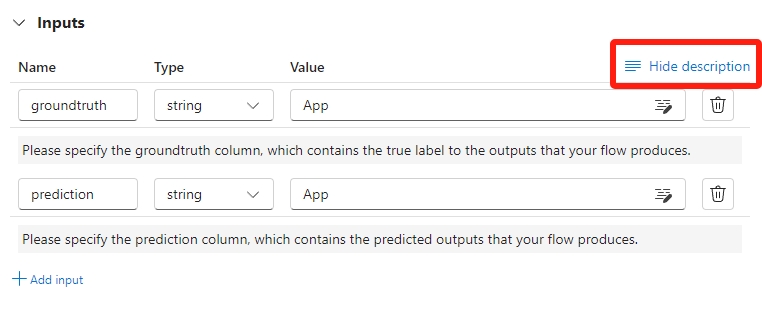 Inputs
Name Type Value Hide description
groundtruth string App
Please specify the groundtruth column, which contains the true label to the outputs that your flow produces.
prediction string App
Please specify the prediction column, which contains the predicted outputs that your flow produces.
Add input